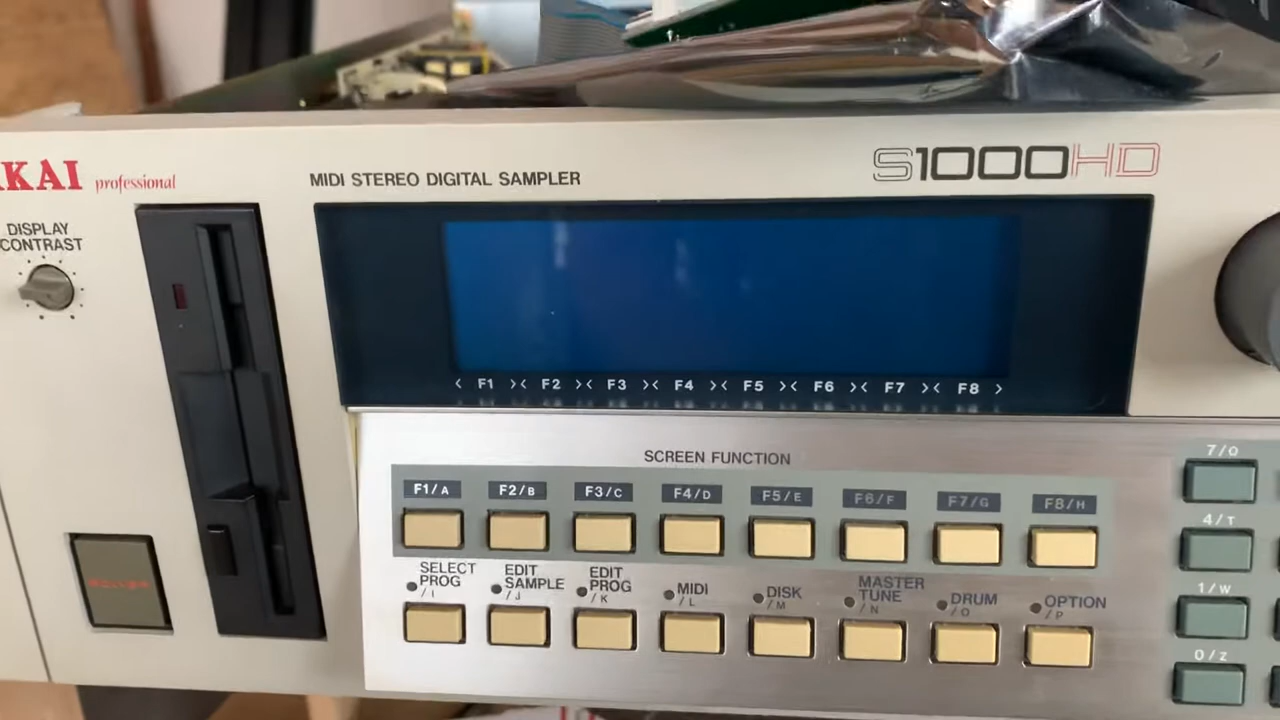 AKAI professional
MIDI STEREO DIGITAL SAMPLER
S1000HD
DISPLAY
CONTRAST
< F1 >< F2 >< F3 >< F4 >< F5 >< F6 >< F7 >< F8 >
SCREEN FUNCTION
F1/A F2/B F3/C F4/D F5/E F6/F F7/G F8/H
SELECT PROG /I
EDIT SAMPLE /J
EDIT PROG /K
MIDI /L
DISK /M
MASTER TUNE /N
DRUM /O
OPTION /P
7/Q
4/T
1/W
0/Z